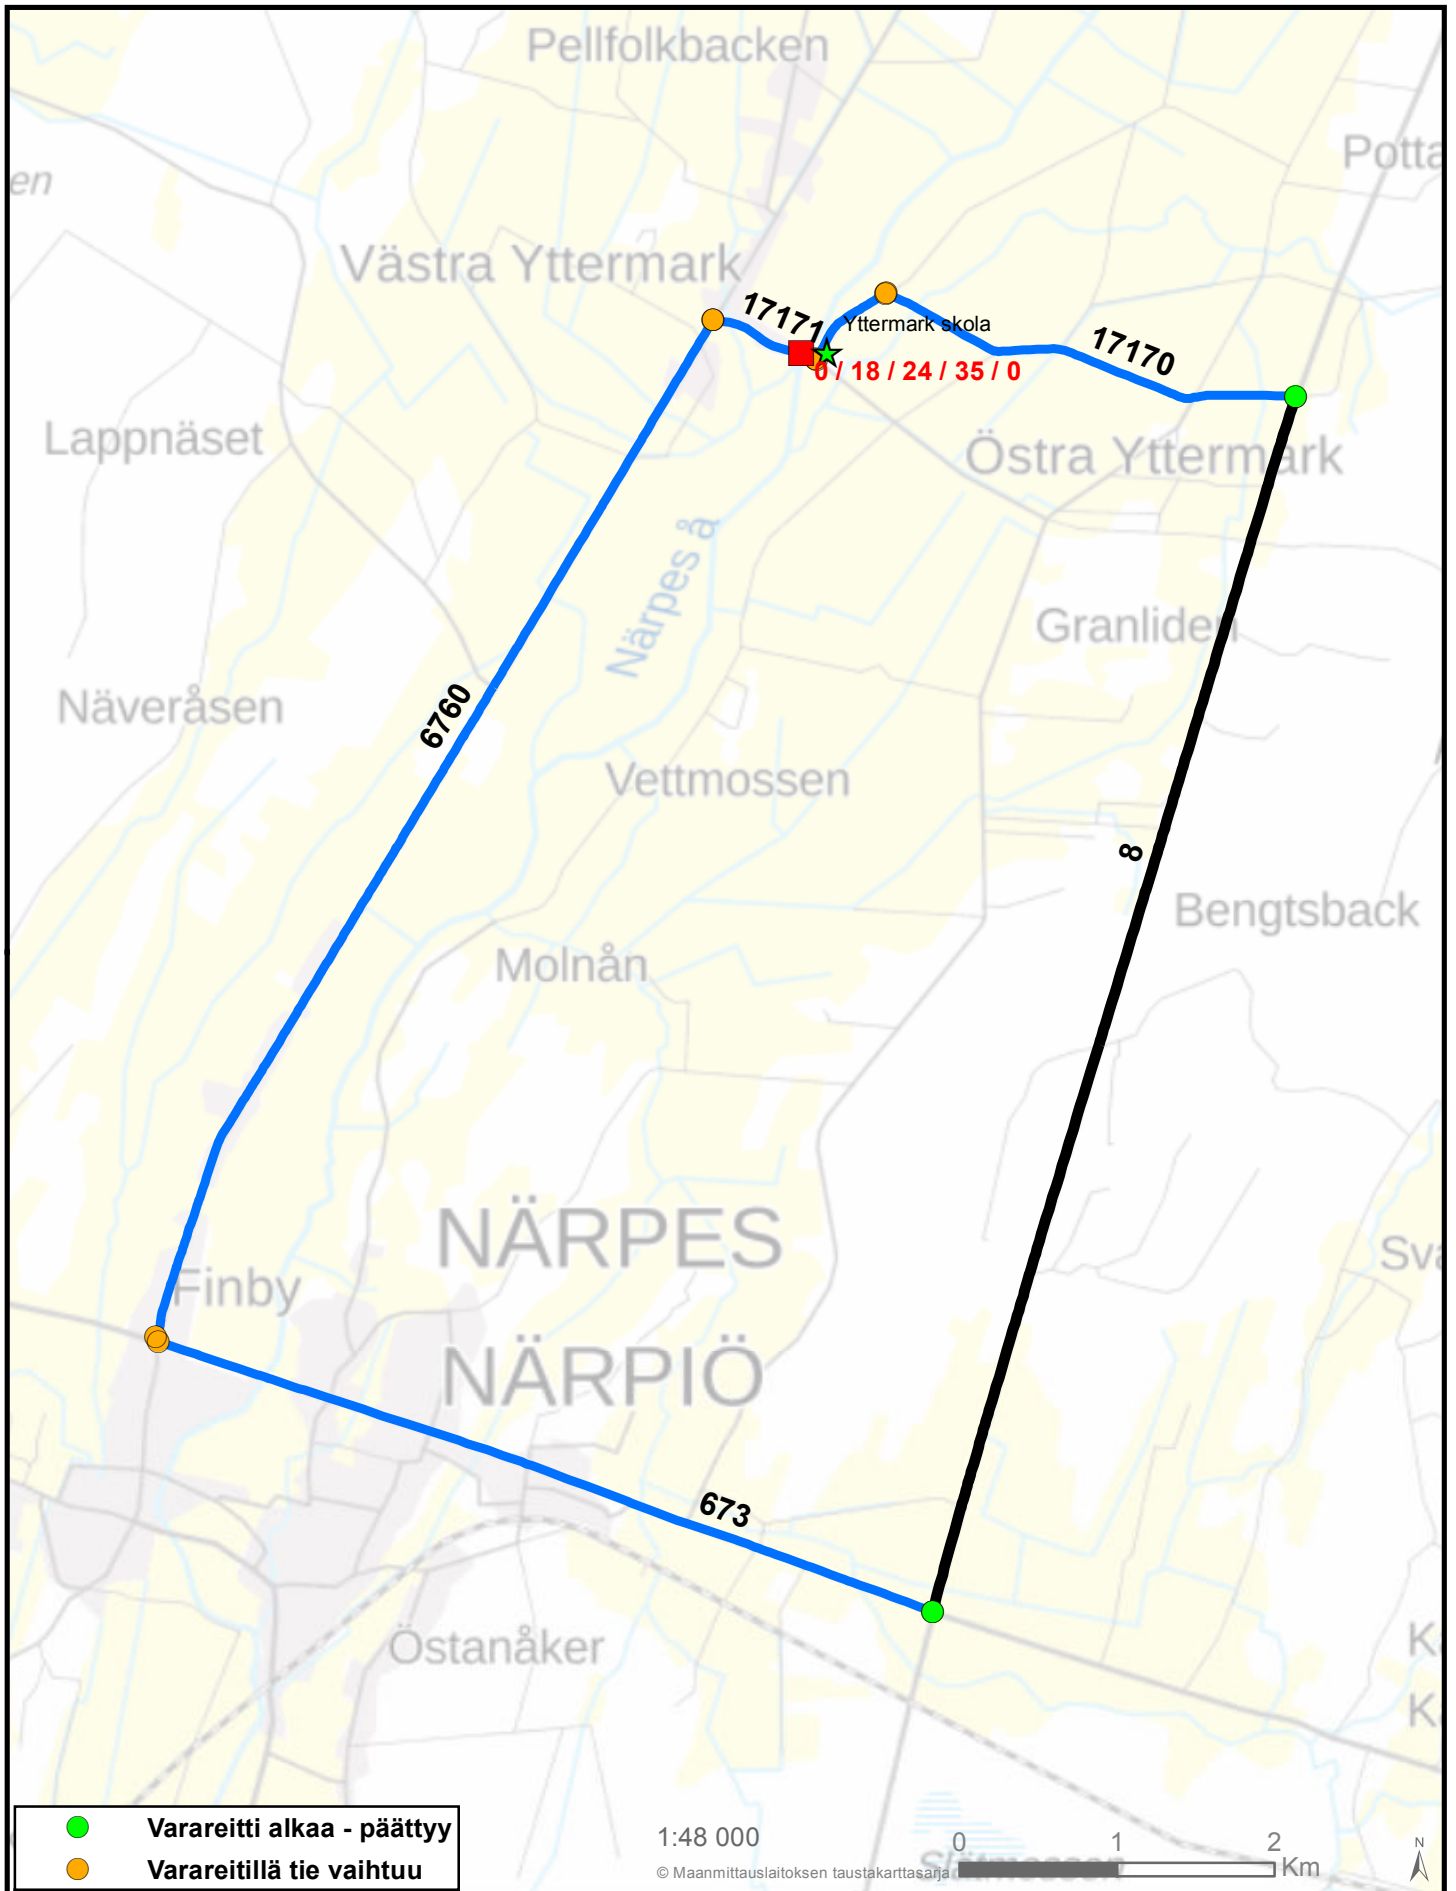 Pellfolkbacken
Potta
en
Västra Yttermark
17171
Yttermark skola
17170
0 / 18 / 24 / 35 / 0
Lappnäset
Östra Yttermark
Närpes å
Granliden
Näveråsen
6760
Vettmossen
8
Bengtsback
Molnån
NÄRPES
Sva
Finby
NÄRPIÖ
673
Östanåker
K
K
Varareitti alkaa - päättyy
Varareitillä tie vaihtuu
1:48 000
0 1 2
Km
N
© Maanmittauslaitoksen taustakarttasarja